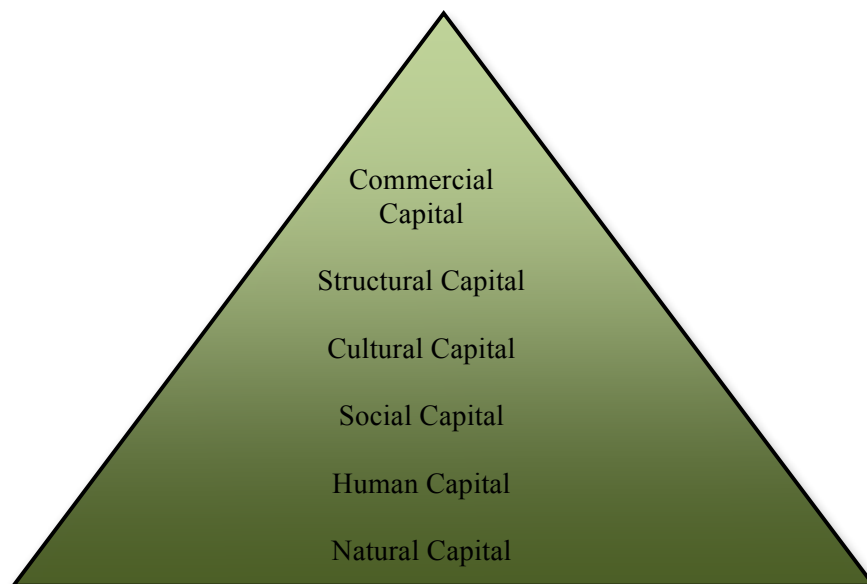 Commercial
Capital
Structural Capital
Cultural Capital
Social Capital
Human Capital
Natural Capital